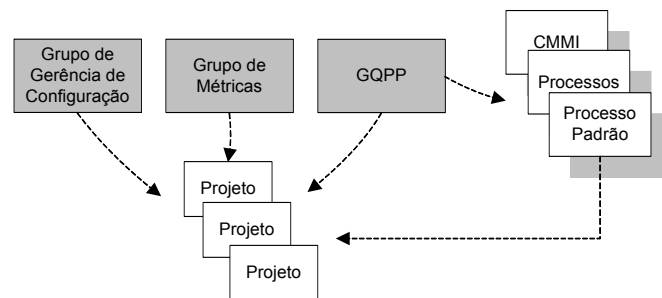 Grupo de
Gerência de
Configuração
Grupo de
Métricas
GQPP
CMMI
Processos
Processo
Padrão
Projeto
Projeto
Projeto